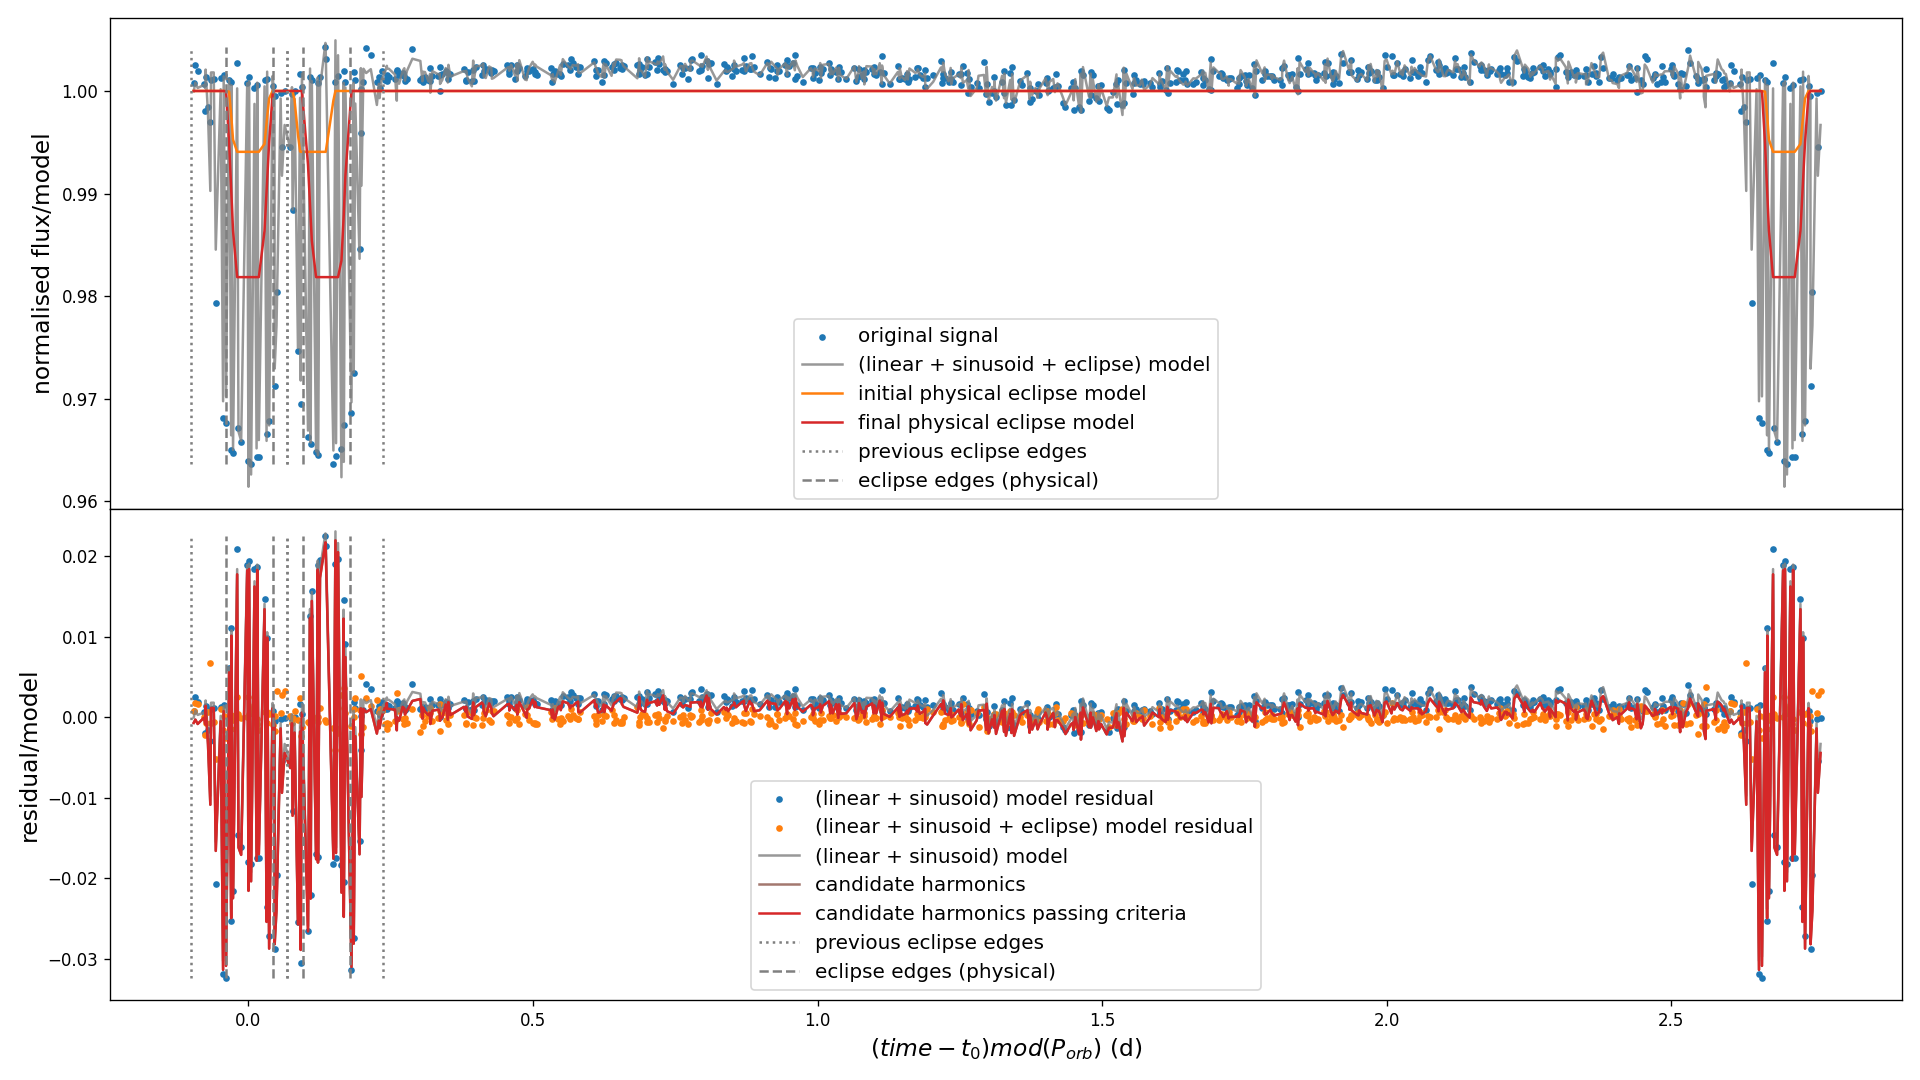 normalised flux/model
1.00
0.99
0.98
0.97
0.96
original signal
(linear + sinusoid + eclipse) model
initial physical eclipse model
final physical eclipse model
previous eclipse edges
eclipse edges (physical)
residual/model
0.02
0.01
0.00
−0.01
−0.02
−0.03
(linear + sinusoid) model residual
(linear + sinusoid + eclipse) model residual
(linear + sinusoid) model
candidate harmonics
candidate harmonics passing criteria
previous eclipse edges
eclipse edges (physical)
0.0 0.5 1.0 1.5 2.0 2.5
(time − t₀)mod(P_orb) (d)